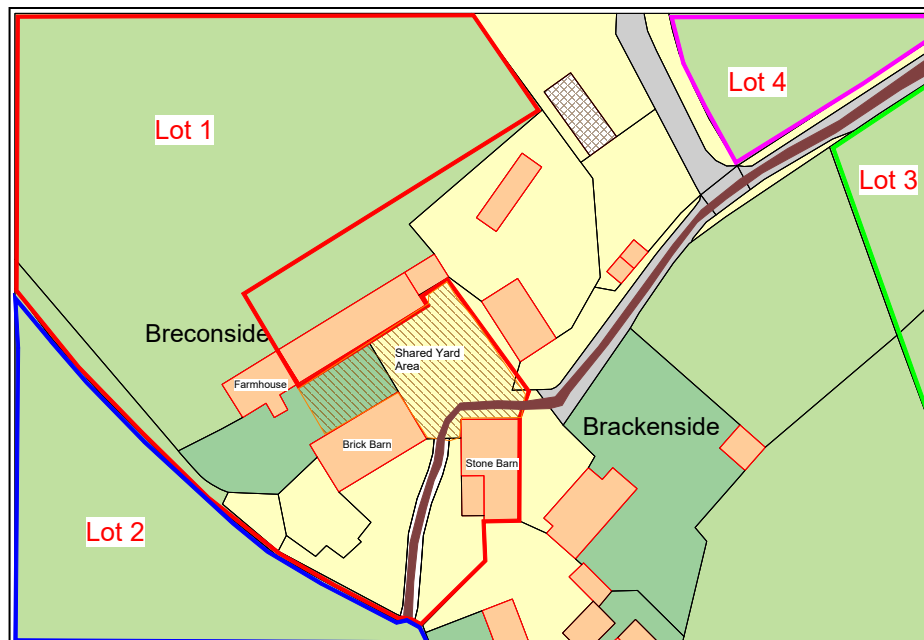 Lot 4
Lot 1
Lot 3
Breconside
Shared Yard
Area
Farmhouse
Brackenside
Brick Barn
Stone Barn
Lot 2